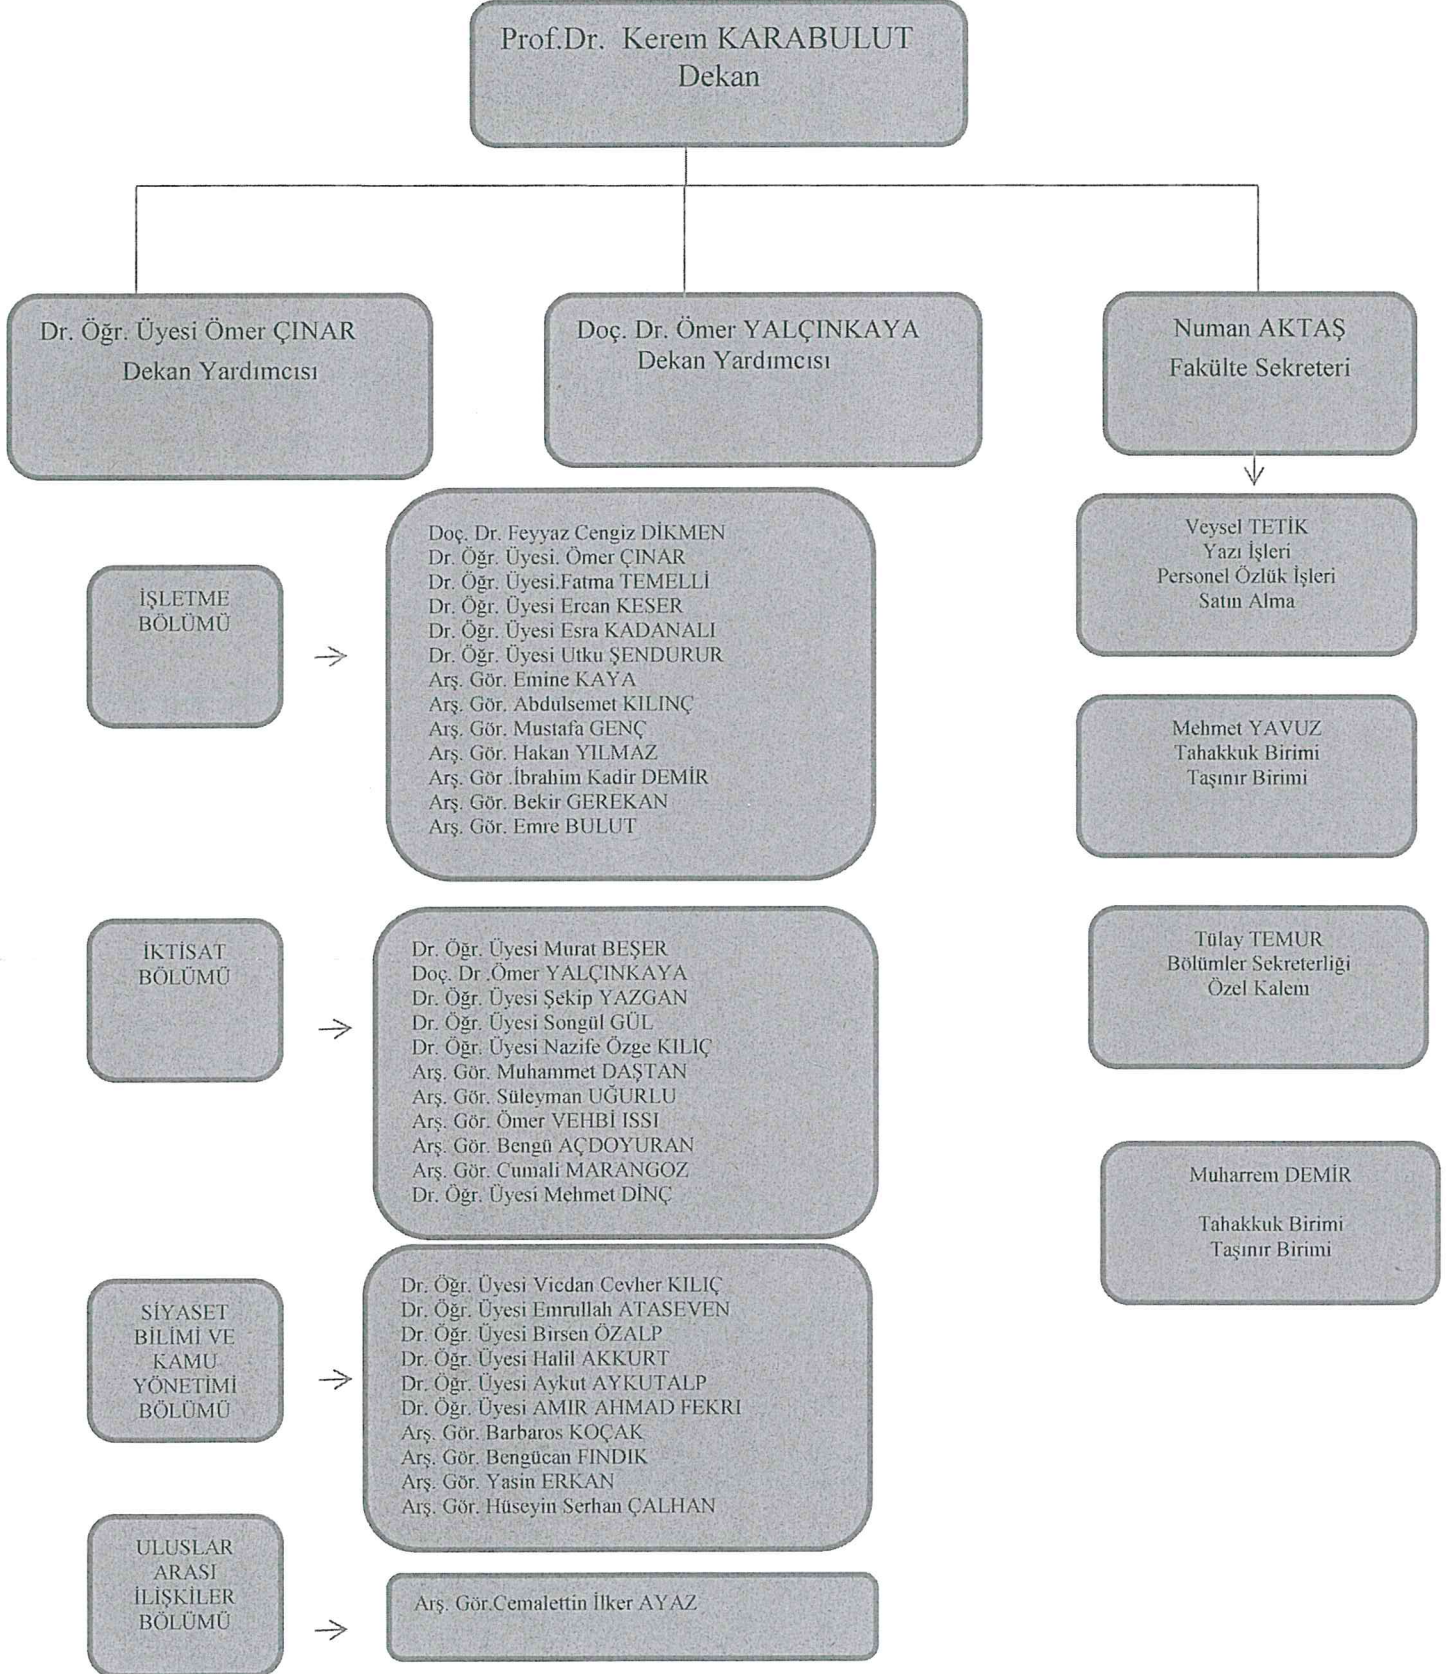 Prof.Dr. Kerem KARABULUT
Dekan
Dr. Öğr. Üyesi Ömer ÇINAR
Dekan Yardımcısı
Doç. Dr. Ömer YALÇINKAYA
Dekan Yardımcısı
Numan AKTAŞ
Fakülte Sekreteri
İŞLETME
BÖLÜMÜ
Doç. Dr. Feyyaz Cengiz DİKMEN
Dr. Öğr. Üyesi. Ömer ÇINAR
Dr. Öğr. Üyesi.Fatma TEMELLİ
Dr. Öğr. Üyesi Ercan KESER
Dr. Öğr. Üyesi Esra KADANALI
Dr. Öğr. Üyesi Utku ŞENDURUR
Arş. Gör. Emine KAYA
Arş. Gör. Abdulsemet KILINÇ
Arş. Gör. Mustafa GENÇ
Arş. Gör. Hakan YILMAZ
Arş. Gör .İbrahim Kadir DEMİR
Arş. Gör. Bekir GEREKAN
Arş. Gör. Emre BULUT
İKTİSAT
BÖLÜMÜ
Dr. Öğr. Üyesi Murat BEŞER
Doç. Dr .Ömer YALÇINKAYA
Dr. Öğr. Üyesi Şekip YAZGAN
Dr. Öğr. Üyesi Songül GÜL
Dr. Öğr. Üyesi Nazife Özge KILIÇ
Arş. Gör. Muhammet DAŞTAN
Arş. Gör. Süleyman UĞURLU
Arş. Gör. Ömer VEHBİ ISSI
Arş. Gör. Bengü AÇDOYURAN
Arş. Gör. Cumali MARANGOZ
Dr. Öğr. Üyesi Mehmet DİNÇ
SİYASET
BİLİMİ VE
KAMU
YÖNETİMİ
BÖLÜMÜ
Dr. Öğr. Üyesi Vicdan Cevher KILIÇ
Dr. Öğr. Üyesi Emrullah ATASEVEN
Dr. Öğr. Üyesi Birsen ÖZALP
Dr. Öğr. Üyesi Halil AKKURT
Dr. Öğr. Üyesi Aykut AYKUTALP
Dr. Öğr. Üyesi AMIR AHMAD FEKRI
Arş. Gör. Barbaros KOÇAK
Arş. Gör. Bengücan FINDIK
Arş. Gör. Yasin ERKAN
Arş. Gör. Hüseyin Serhan ÇALHAN
ULUSLAR
ARASI
İLİŞKİLER
BÖLÜMÜ
Arş. Gör.Cemalettin İlker AYAZ
Veysel TETİK
Yazı İşleri
Personel Özlük İşleri
Satın Alma
Mehmet YAVUZ
Tahakkuk Birimi
Taşınır Birimi
Tülay TEMUR
Bölümler Sekreterliği
Özel Kalem
Muharrem DEMİR
Tahakkuk Birimi
Taşınır Birimi